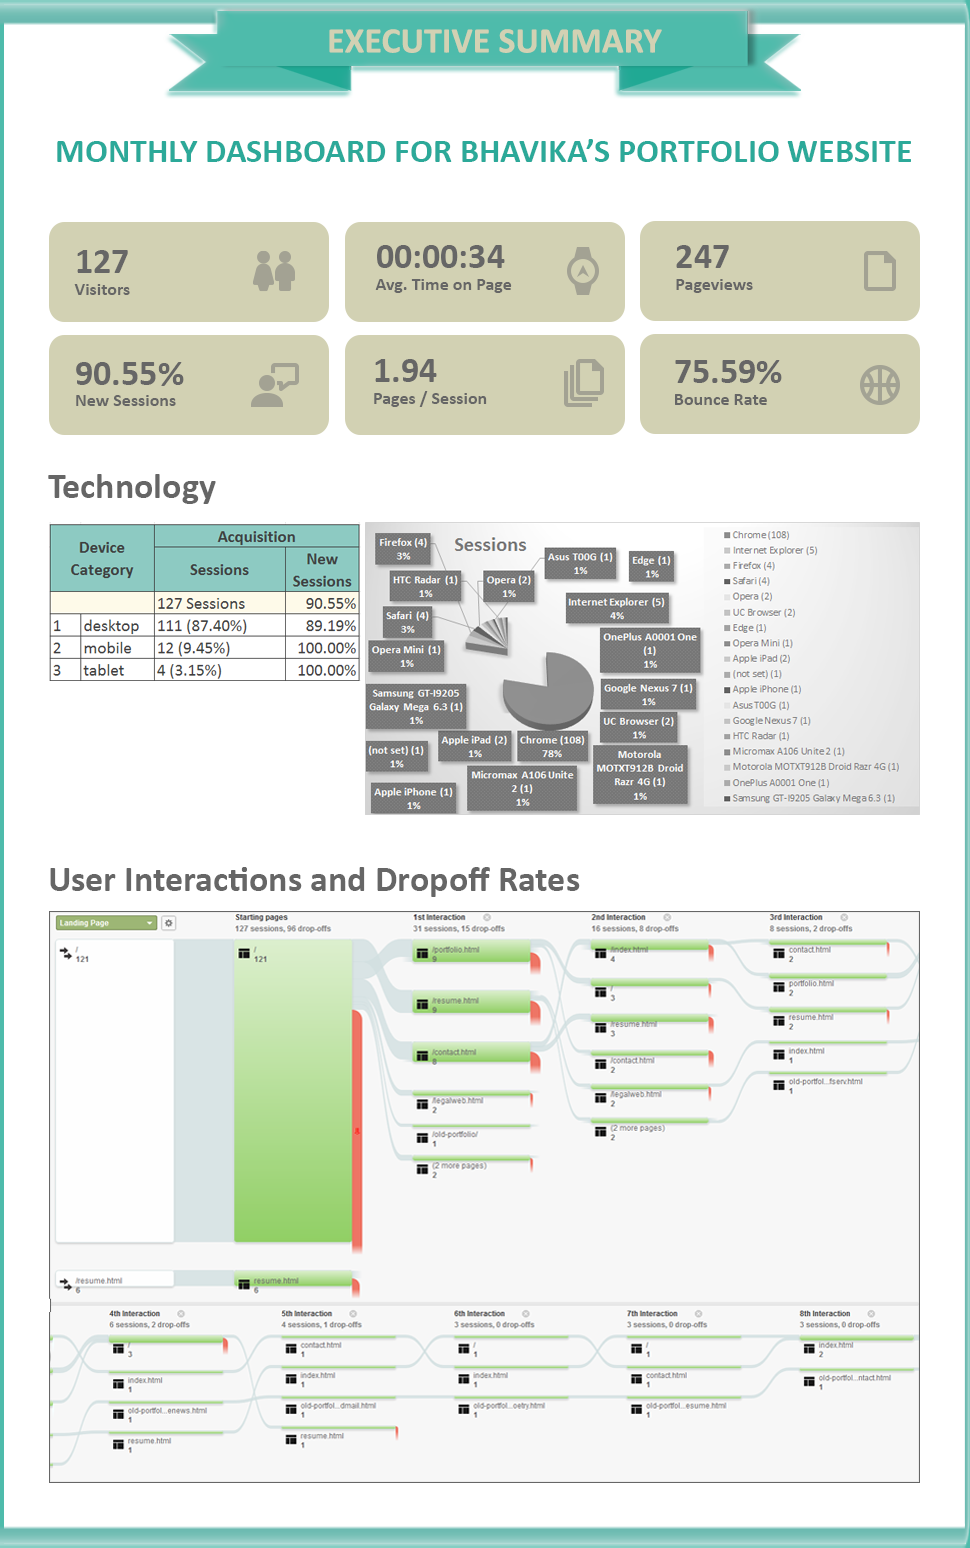 EXECUTIVE SUMMARY
MONTHLY DASHBOARD FOR BHAVIKA’S PORTFOLIO WEBSITE
127
Visitors
00:00:34
Avg. Time on Page
247
Pageviews
90.55%
New Sessions
1.94
Pages / Session
75.59%
Bounce Rate
Technology
Device Category
Acquisition
Sessions
New Sessions
127 Sessions 90.55%
1 desktop 111 (87.40%) 89.19%
2 mobile 12 (9.45%) 100.00%
3 tablet 4 (3.15%) 100.00%
Sessions
Firefox (4)
3%
HTC Radar (1)
1%
Safari (4)
3%
Opera Mini (1)
1%
Samsung GT-I9205
Galaxy Mega 6.3 (1)
1%
(not set) (1)
1%
Apple iPhone (1)
1%
Opera (2)
1%
Asus T00G (1)
1%
Edge (1)
1%
Internet Explorer (5)
4%
OnePlus A0001 One
(1)
1%
Google Nexus 7 (1)
1%
UC Browser (2)
1%
Apple iPad (2)
1%
Chrome (108)
78%
Micromax A106 Unite
2 (1)
1%
Motorola
MOTXT912B Droid
Razr 4G (1)
1%
Chrome (108)
Internet Explorer (5)
Firefox (4)
Safari (4)
Opera (2)
UC Browser (2)
Edge (1)
Opera Mini (1)
Apple iPad (2)
(not set) (1)
Apple iPhone (1)
Asus T00G (1)
Google Nexus 7 (1)
HTC Radar (1)
Micromax A106 Unite 2 (1)
Motorola MOTXT912B Droid Razr 4G (1)
OnePlus A0001 One (1)
Samsung GT-I9205 Galaxy Mega 6.3 (1)
User Interactions and Dropoff Rates
Landing Page
/
121
/resume.html
6
Starting pages
127 sessions, 96 drop-offs
/
121
resume.html
6
1st Interaction
31 sessions, 15 drop-offs
/portfolio.html
9
/resume.html
9
/contact.html
8
/legalweb.html
2
/old-portfolio/
1
(2 more pages)
2
2nd Interaction
16 sessions, 8 drop-offs
/index.html
4
/
3
/resume.html
3
/contact.html
2
/legalweb.html
2
(2 more pages)
2
3rd Interaction
8 sessions, 2 drop-offs
contact.html
2
portfolio.html
2
resume.html
2
index.html
1
old-portfol...fserv.html
1
4th Interaction
6 sessions, 2 drop-offs
/
3
index.html
1
old-portfol...enews.html
1
resume.html
1
5th Interaction
4 sessions, 1 drop-offs
contact.html
1
index.html
1
old-portfol...dmail.html
1
resume.html
1
6th Interaction
3 sessions, 0 drop-offs
/
1
index.html
1
old-portfol...oetry.html
1
7th Interaction
3 sessions, 0 drop-offs
/
1
contact.html
1
old-portfol...esume.html
1
8th Interaction
3 sessions, 0 drop-offs
index.html
2
old-portfol...ntact.html
1